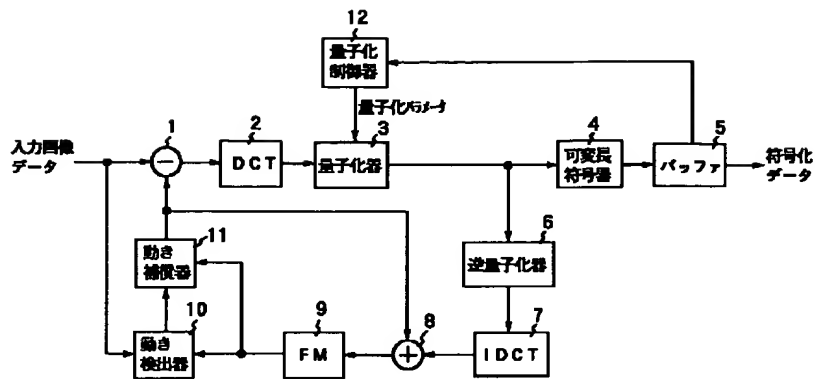 12
量子化
制御器
量子化パラメータ
入力画像
データ
1
−
2
DCT
3
量子化器
4
可変長
符号器
5
バッファ
符号化
データ
11
動き
補償器
6
逆量子化器
10
動き
検出器
9
FM
8
+
7
IDCT